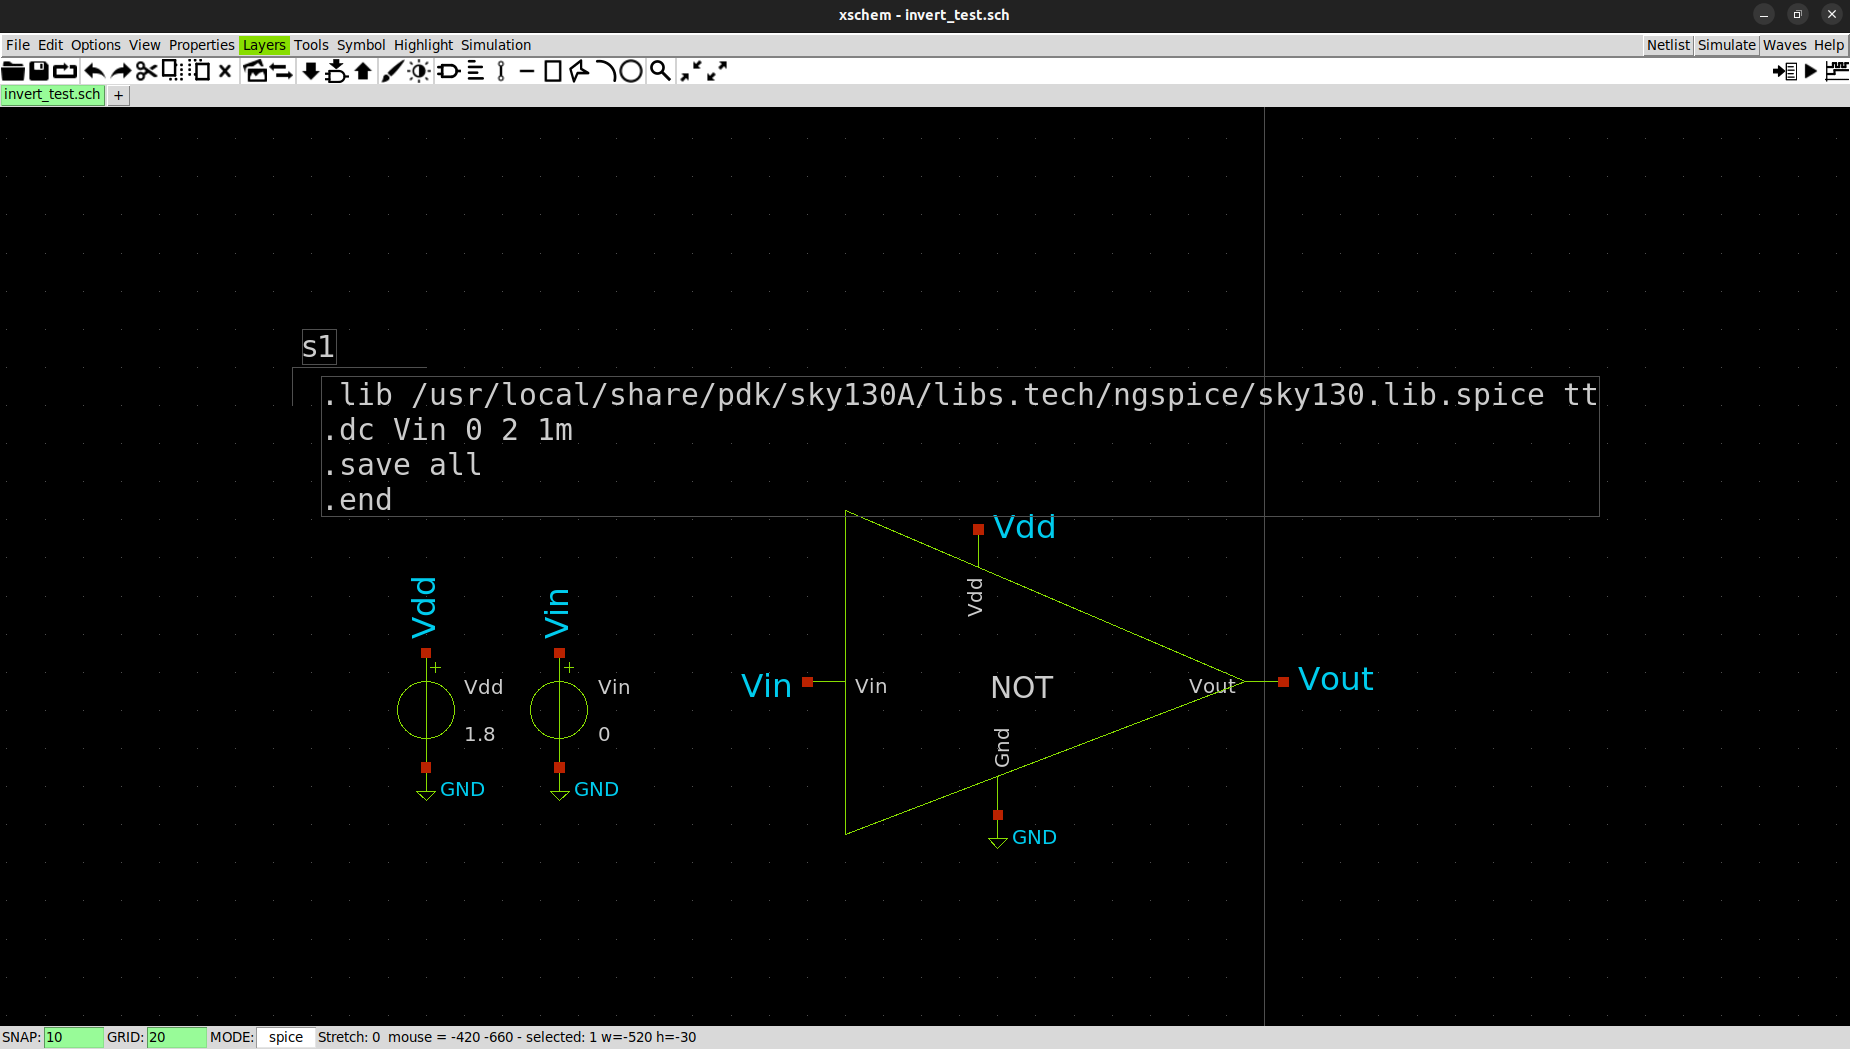 xschem - invert_test.sch
File Edit Options View Properties Layers Tools Symbol Highlight Simulation Netlist Simulate Waves Help
invert_test.sch +
s1
.lib /usr/local/share/pdk/sky130A/libs.tech/ngspice/sky130.lib.spice tt
.dc Vin 0 2 1m
.save all
.end
Vdd
Vdd
Vdd
+
Vdd
1.8
GND
Vin
+
Vin
0
GND
Vin
Vin
NOT
Vout
Vout
Gnd
GND
SNAP: 10 GRID: 20 MODE: spice Stretch: 0 mouse = -420 -660 - selected: 1 w=-520 h=-30